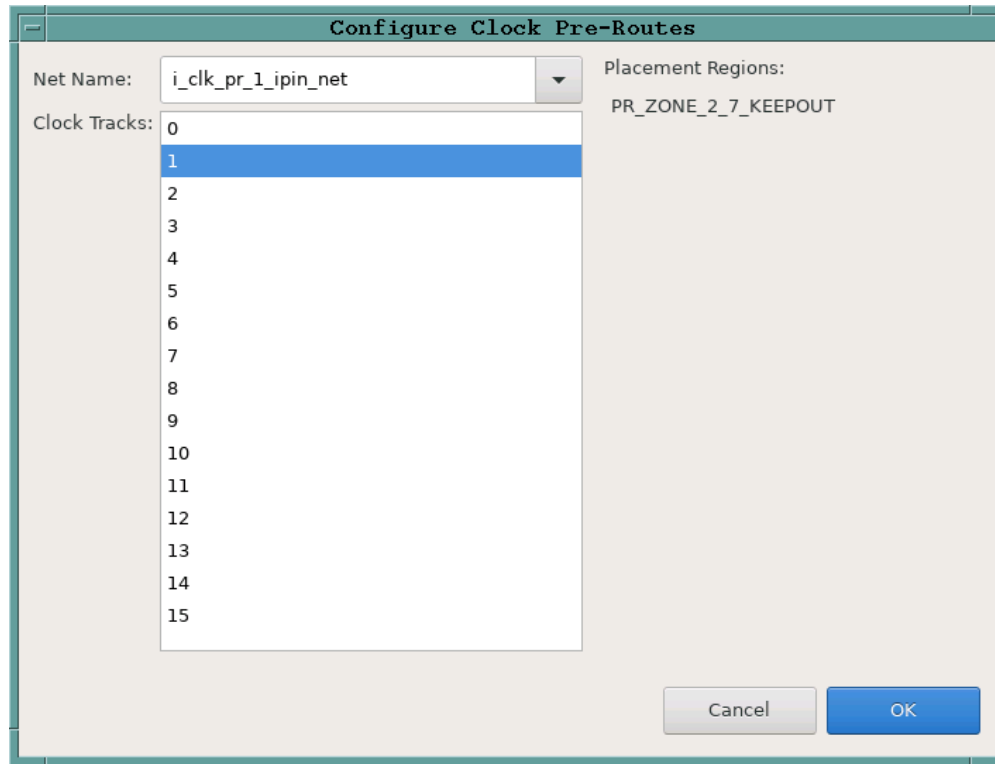 Configure Clock Pre-Routes
Net Name: i_clk_pr_1_ipin_net
Placement Regions:
PR_ZONE_2_7_KEEPOUT
Clock Tracks:
0
1
2
3
4
5
6
7
8
9
10
11
12
13
14
15
Cancel
OK